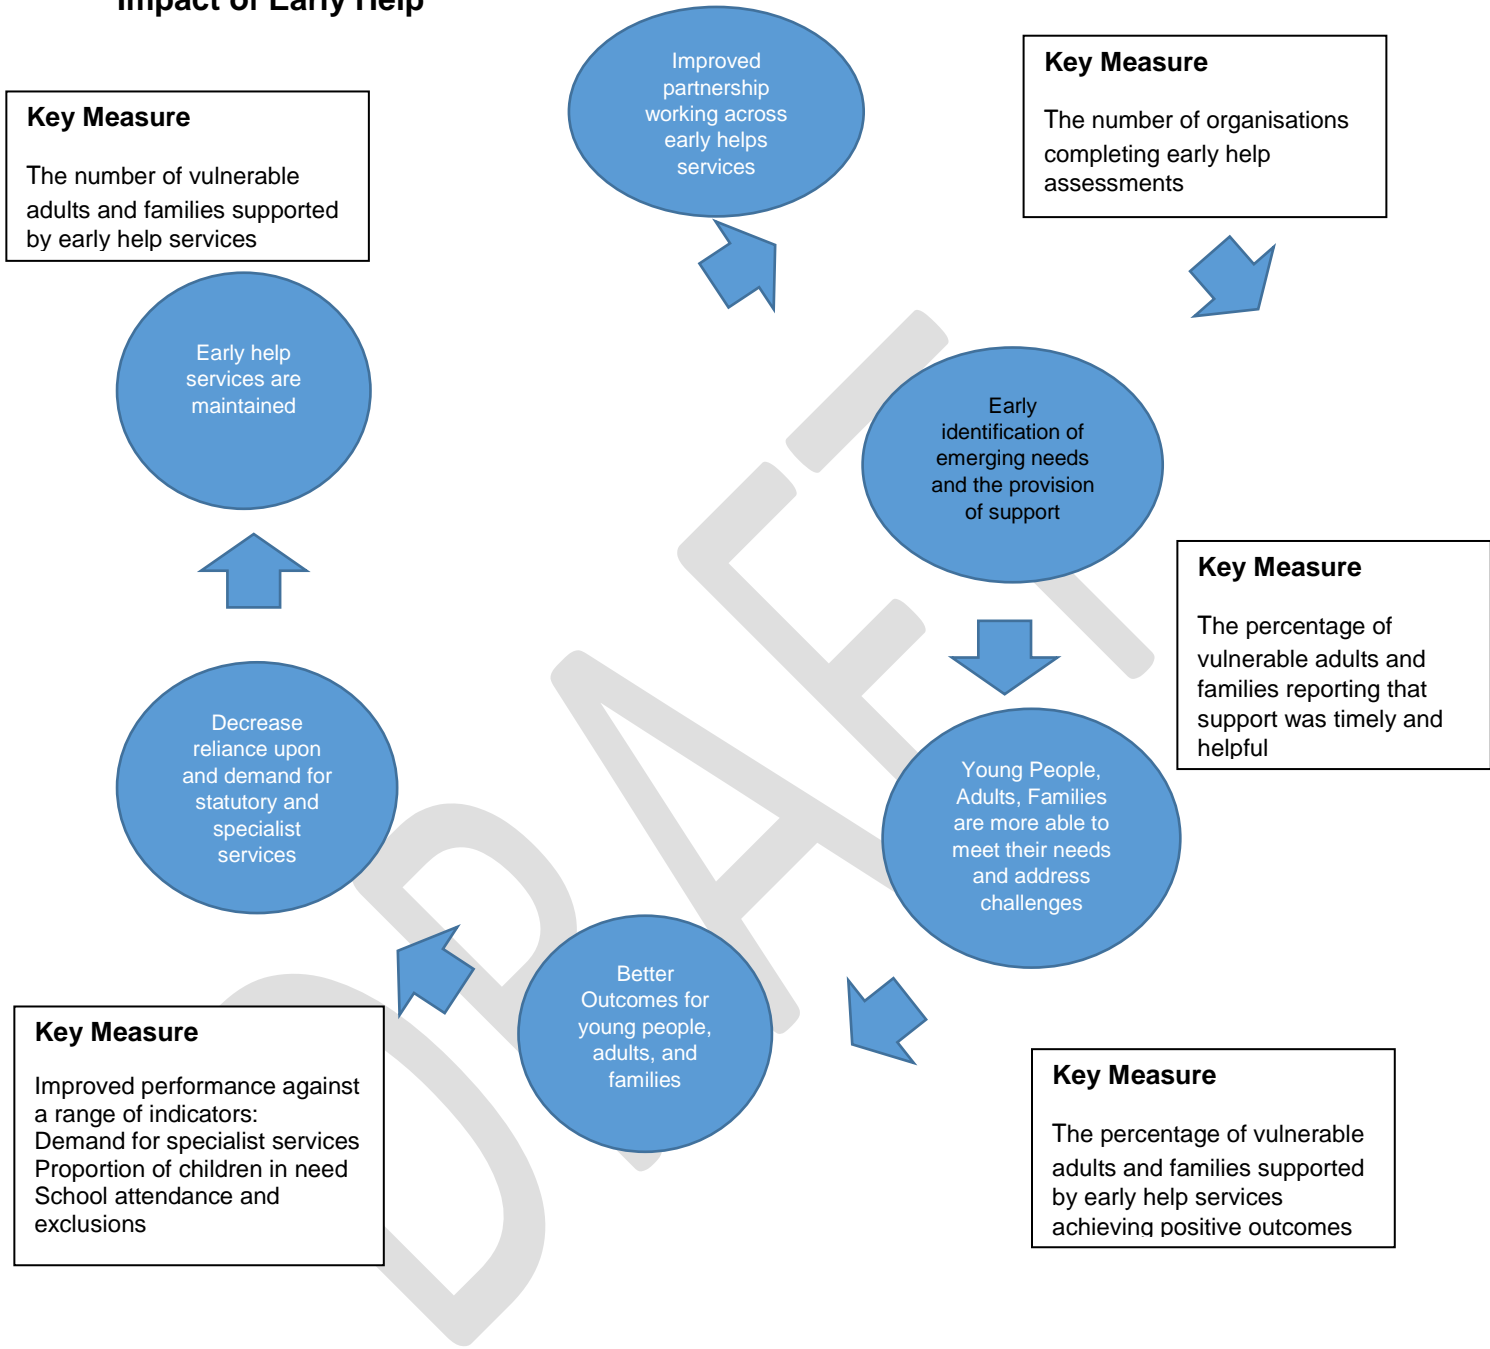 Impact of Early Help
Improved
partnership
working across
early helps
services
Key Measure
The number of organisations
completing early help
assessments
Key Measure
The number of vulnerable
adults and families supported
by early help services
Early help
services are
maintained
Early
identification of
emerging needs
and the provision
of support
Key Measure
The percentage of
vulnerable adults and
families reporting that
support was timely and
helpful
Decrease
reliance upon
and demand for
statutory and
specialist
services
Young People,
Adults, Families
are more able to
meet their needs
and address
challenges
Better
Outcomes for
young people,
adults, and
families
Key Measure
Improved performance against
a range of indicators:
Demand for specialist services
Proportion of children in need
School attendance and
exclusions
Key Measure
The percentage of vulnerable
adults and families supported
by early help services
achieving positive outcomes
DRAFT